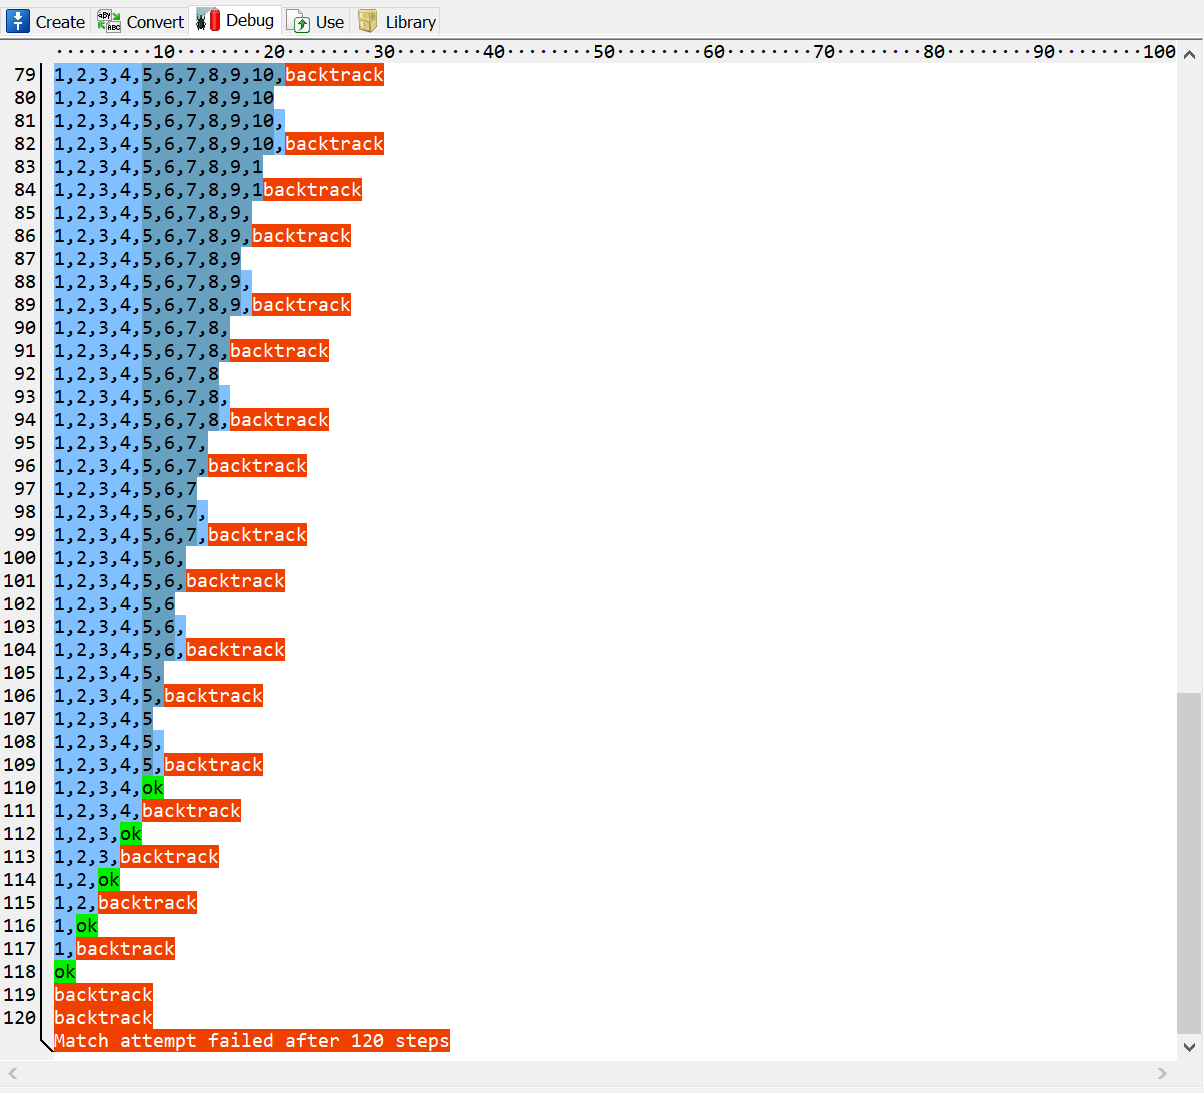 Create Convert Debug Use Library
·········10········20········30········40········50········60········70········80········90·······100
79 1,2,3,4,5,6,7,8,9,10,backtrack
80 1,2,3,4,5,6,7,8,9,10
81 1,2,3,4,5,6,7,8,9,10,
82 1,2,3,4,5,6,7,8,9,10,backtrack
83 1,2,3,4,5,6,7,8,9,1
84 1,2,3,4,5,6,7,8,9,1backtrack
85 1,2,3,4,5,6,7,8,9,
86 1,2,3,4,5,6,7,8,9,backtrack
87 1,2,3,4,5,6,7,8,9
88 1,2,3,4,5,6,7,8,9,
89 1,2,3,4,5,6,7,8,9,backtrack
90 1,2,3,4,5,6,7,8,
91 1,2,3,4,5,6,7,8,backtrack
92 1,2,3,4,5,6,7,8
93 1,2,3,4,5,6,7,8,
94 1,2,3,4,5,6,7,8,backtrack
95 1,2,3,4,5,6,7,
96 1,2,3,4,5,6,7,backtrack
97 1,2,3,4,5,6,7
98 1,2,3,4,5,6,7,
99 1,2,3,4,5,6,7,backtrack
100 1,2,3,4,5,6,
101 1,2,3,4,5,6,backtrack
102 1,2,3,4,5,6
103 1,2,3,4,5,6,
104 1,2,3,4,5,6,backtrack
105 1,2,3,4,5,
106 1,2,3,4,5,backtrack
107 1,2,3,4,5
108 1,2,3,4,5,
109 1,2,3,4,5,backtrack
110 1,2,3,4,ok
111 1,2,3,4,backtrack
112 1,2,3,ok
113 1,2,3,backtrack
114 1,2,ok
115 1,2,backtrack
116 1,ok
117 1,backtrack
118 ok
119 backtrack
120 backtrack
Match attempt failed after 120 steps